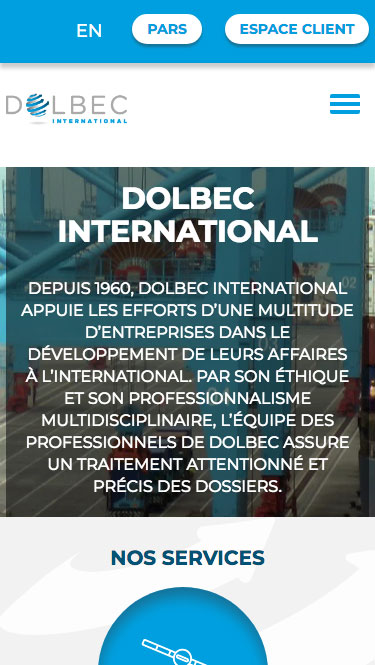 EN PARS ESPACE CLIENT
DOLBEC
INTERNATIONAL
DOLBEC
INTERNATIONAL
DEPUIS 1960, DOLBEC INTERNATIONAL
APPUIE LES EFFORTS D’UNE MULTITUDE
D’ENTREPRISES DANS LE
DÉVELOPPEMENT DE LEURS AFFAIRES
À L’INTERNATIONAL. PAR SON ÉTHIQUE
ET SON PROFESSIONNALISME
MULTIDISCIPLINAIRE, L’ÉQUIPE DES
PROFESSIONNELS DE DOLBEC ASSURE
UN TRAITEMENT ATTENTIONNÉ ET
PRÉCIS DES DOSSIERS.
NOS SERVICES